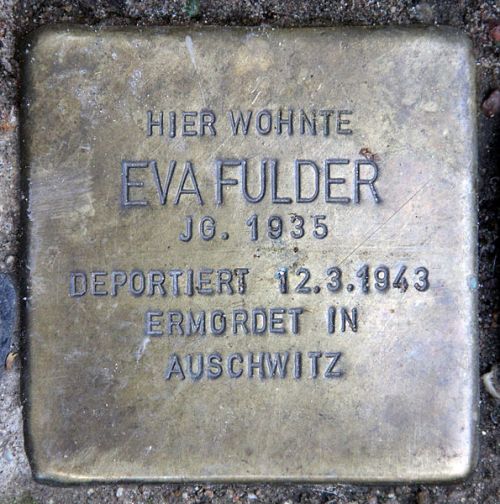 HIER WOHNTE
EVA FULDER
JG. 1935
DEPORTIERT 12.3.1943
ERMORDET IN
AUSCHWITZ